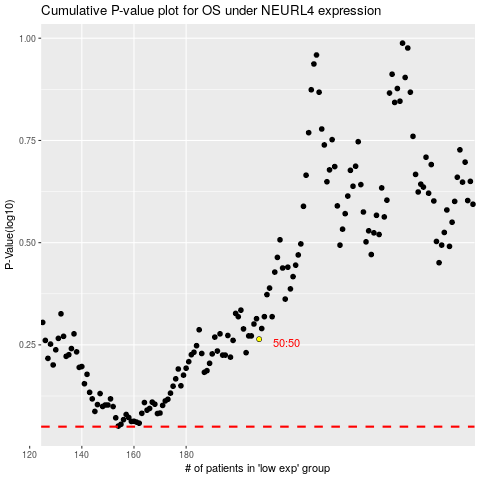 Cumulative P-value plot for OS under NEURL4 expression
P-Value(log10)
1.00
0.75
0.50
0.25
50:50
120 140 160 180
# of patients in 'low exp' group